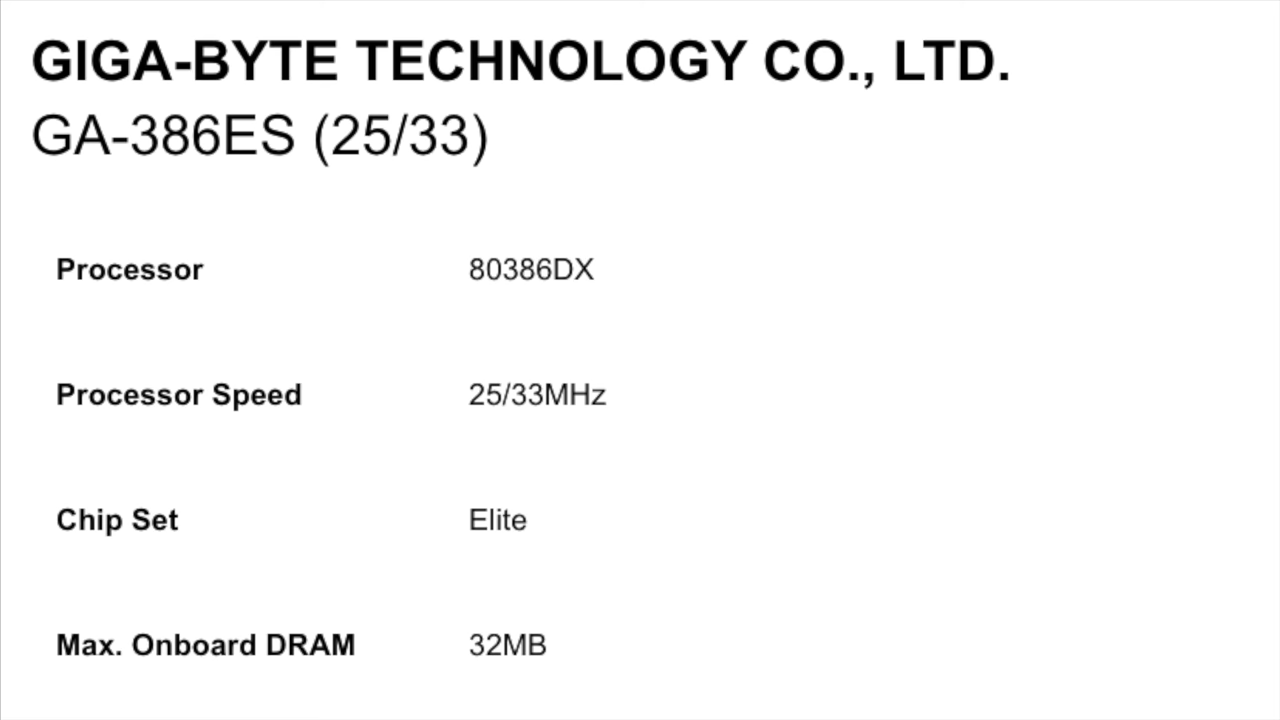 GIGA-BYTE TECHNOLOGY CO., LTD.
GA-386ES (25/33)
Processor 80386DX
Processor Speed 25/33MHz
Chip Set Elite
Max. Onboard DRAM 32MB